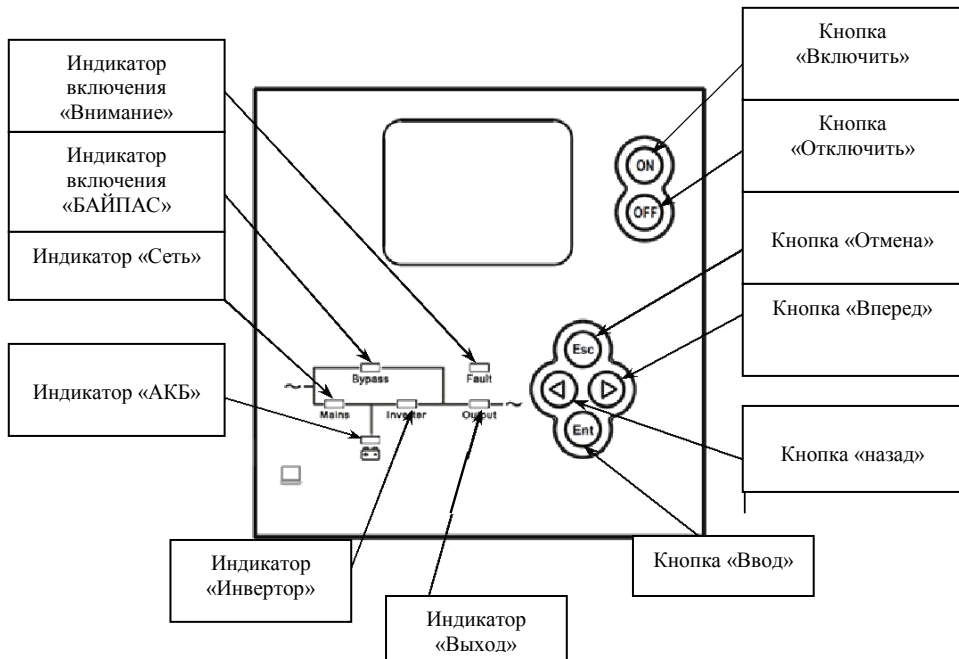 Индикатор
включения
«Внимание»
Индикатор
включения
«БАЙПАС»
Индикатор «Сеть»
Индикатор «АКБ»
Индикатор
«Инвертор»
Индикатор
«Выход»
Кнопка
«Включить»
Кнопка
«Отключить»
Кнопка «Отмена»
Кнопка «Вперед»
Кнопка «назад»
Кнопка «Ввод»
ON
OFF
Esc
Ent
Bypass
Fault
Mains
Inverter
Output